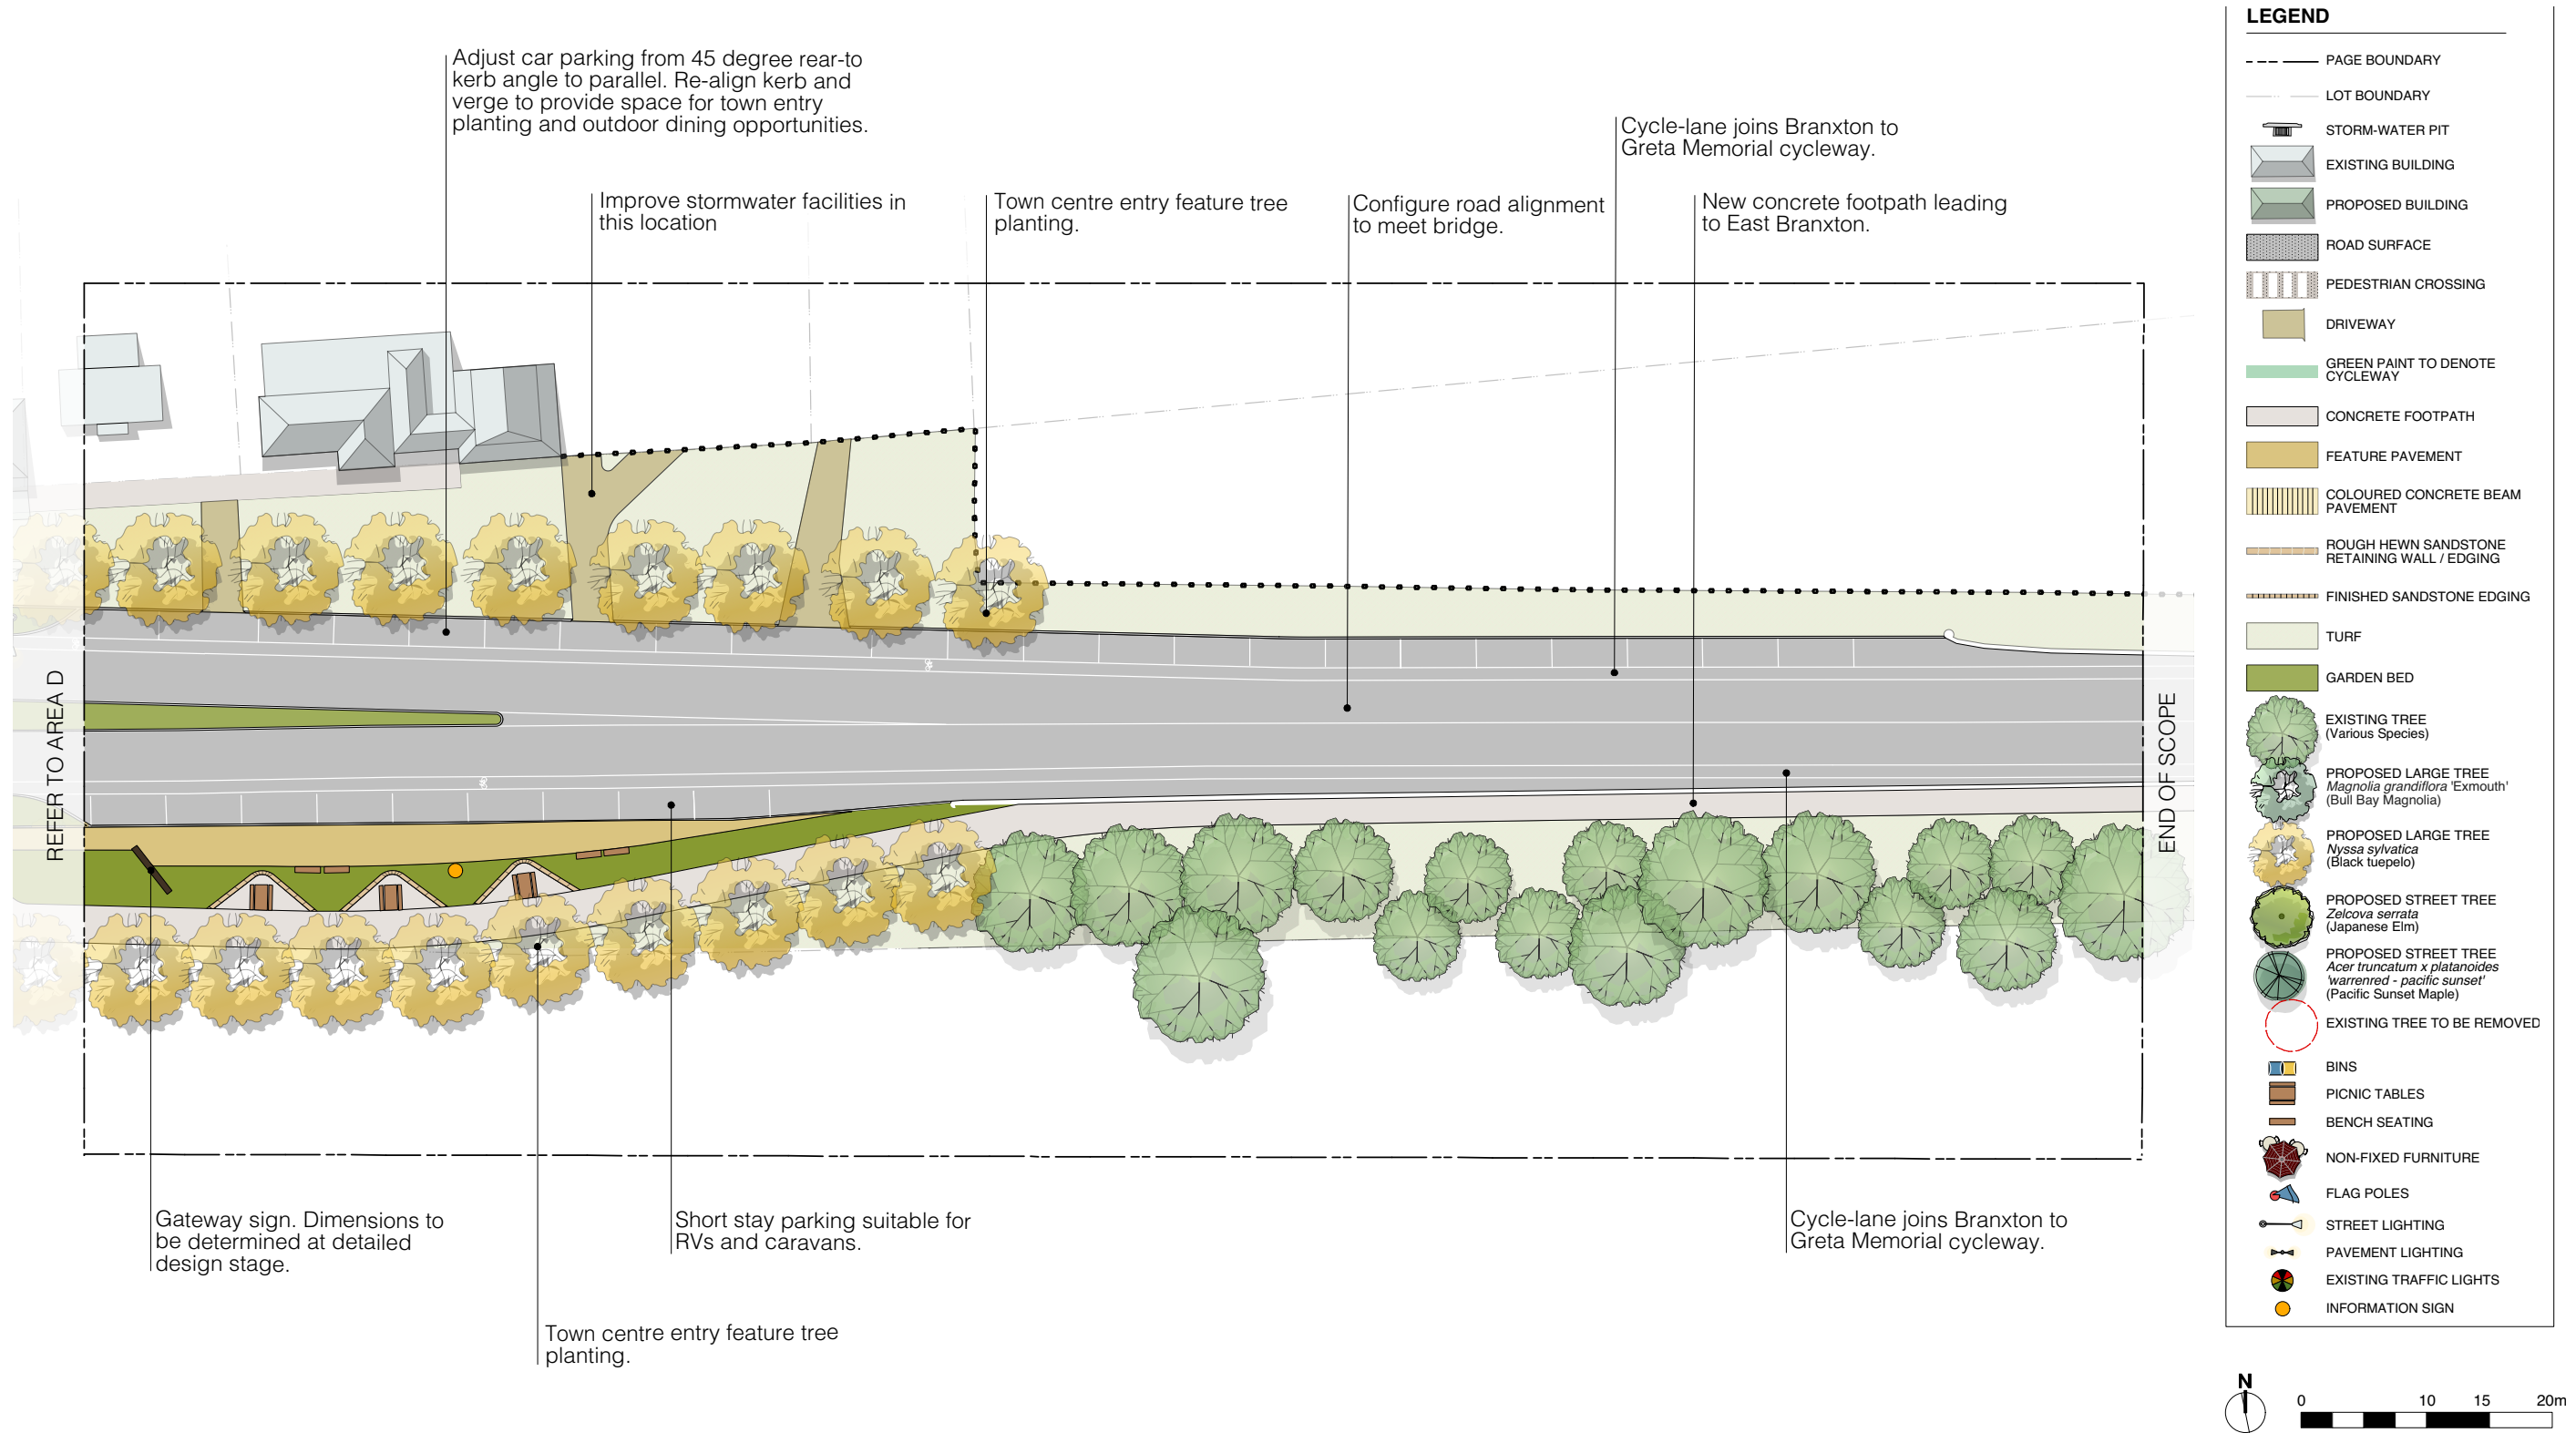 Adjust car parking from 45 degree rear-to
kerb angle to parallel. Re-align kerb and
verge to provide space for town entry
planting and outdoor dining opportunities.
Improve stormwater facilities in
this location
Town centre entry feature tree
planting.
Configure road alignment
to meet bridge.
Cycle-lane joins Branxton to
Greta Memorial cycleway.
New concrete footpath leading
to East Branxton.
REFER TO AREA D
END OF SCOPE
Gateway sign. Dimensions to
be determined at detailed
design stage.
Town centre entry feature tree
planting.
Short stay parking suitable for
RVs and caravans.
Cycle-lane joins Branxton to
Greta Memorial cycleway.
LEGEND
PAGE BOUNDARY
LOT BOUNDARY
STORM-WATER PIT
EXISTING BUILDING
PROPOSED BUILDING
ROAD SURFACE
PEDESTRIAN CROSSING
DRIVEWAY
GREEN PAINT TO DENOTE
CYCLEWAY
CONCRETE FOOTPATH
FEATURE PAVEMENT
COLOURED CONCRETE BEAM
PAVEMENT
ROUGH HEWN SANDSTONE
RETAINING WALL / EDGING
FINISHED SANDSTONE EDGING
TURF
GARDEN BED
EXISTING TREE
(Various Species)
PROPOSED LARGE TREE
Magnolia grandiflora 'Exmouth'
(Bull Bay Magnolia)
PROPOSED LARGE TREE
Nyssa sylvatica
(Black tuepelo)
PROPOSED STREET TREE
Zelcova serrata
(Japanese Elm)
PROPOSED STREET TREE
Acer truncatum x platanoides
'warrenred - pacific sunset'
(Pacific Sunset Maple)
EXISTING TREE TO BE REMOVED
BINS
PICNIC TABLES
BENCH SEATING
NON-FIXED FURNITURE
FLAG POLES
STREET LIGHTING
PAVEMENT LIGHTING
EXISTING TRAFFIC LIGHTS
INFORMATION SIGN
N
0 10 15 20m